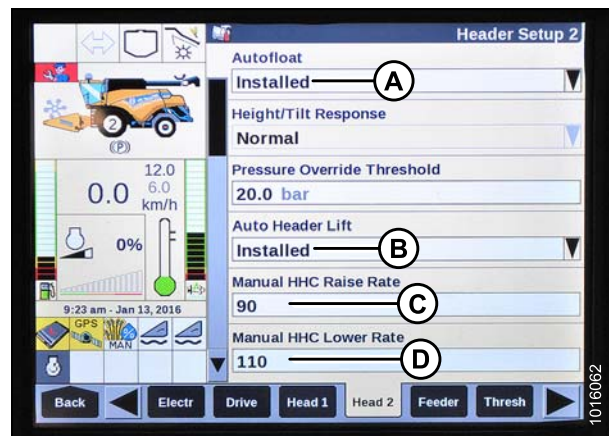 Header Setup 2
Autofloat
Installed
A
Height/Tilt Response
Normal
Pressure Override Threshold
20.0 bar
Auto Header Lift
Installed
B
Manual HHC Raise Rate
90
C
Manual HHC Lower Rate
110
D
2
(P)
12.0
0.0
6.0
km/h
0%
9:23 am - Jan 13, 2016
GPS
MAN
Back
Electr
Drive
Head 1
Head 2
Feeder
Thresh
1016062